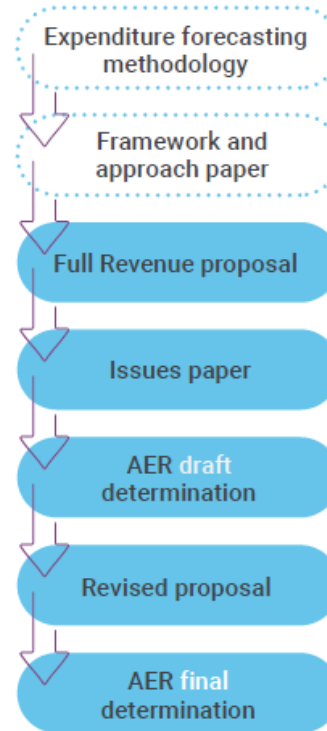 Expenditure forecasting
methodology
Framework and
approach paper
Full Revenue proposal
Issues paper
AER draft
determination
Revised proposal
AER final
determination